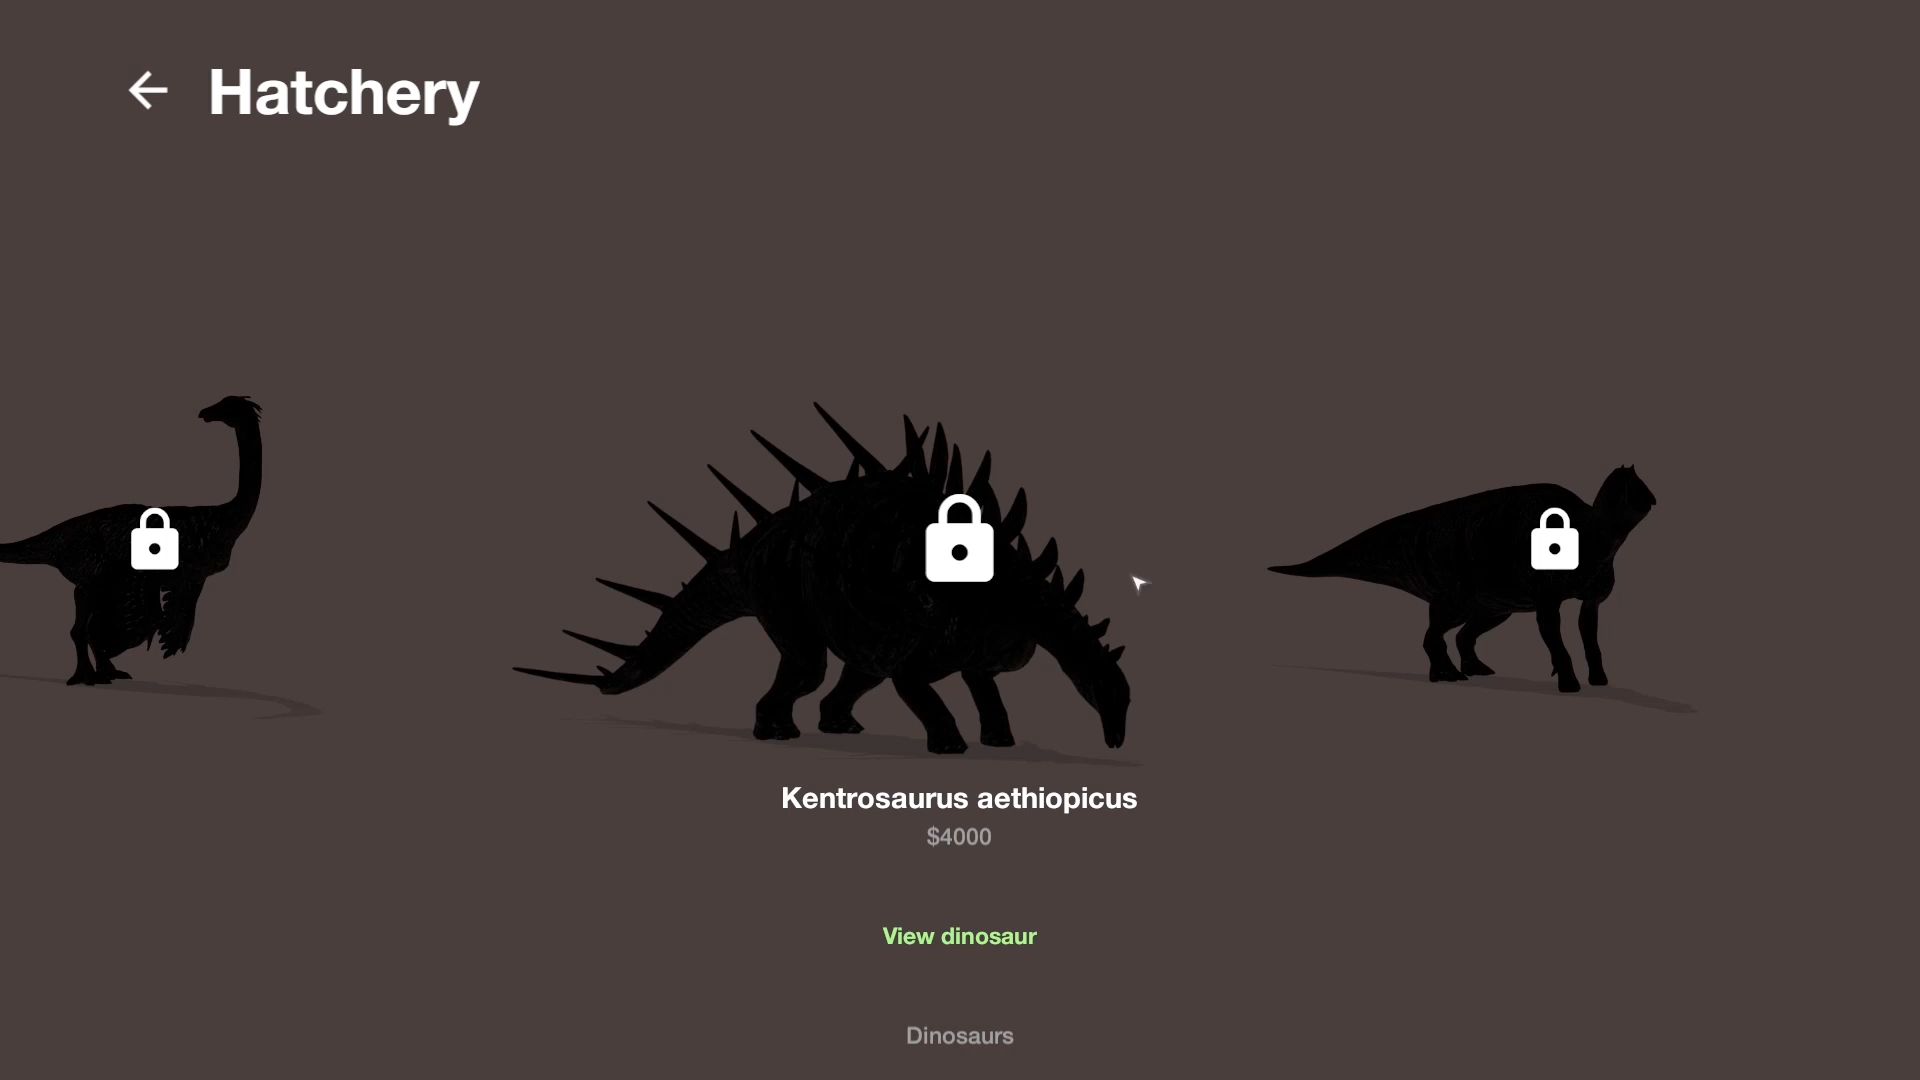 Hatchery
Kentrosaurus aethiopicus
$4000
View dinosaur
Dinosaurs